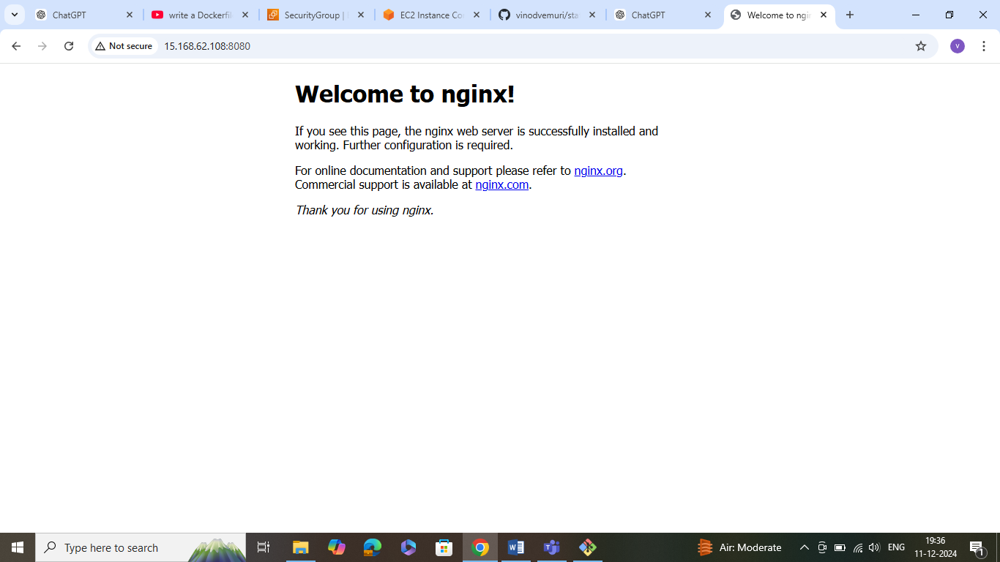 ChatGPT
write a Dockerfil
SecurityGroup |
EC2 Instance Co
vinodvemuri/sta
ChatGPT
Welcome to ngi
Not secure
15.168.62.108:8080
V
Welcome to nginx!
If you see this page, the nginx web server is successfully installed and
working. Further configuration is required.
For online documentation and support please refer to nginx.org.
Commercial support is available at nginx.com.
Thank you for using nginx.
Type here to search
Air: Moderate
ENG
19:36
11-12-2024
1